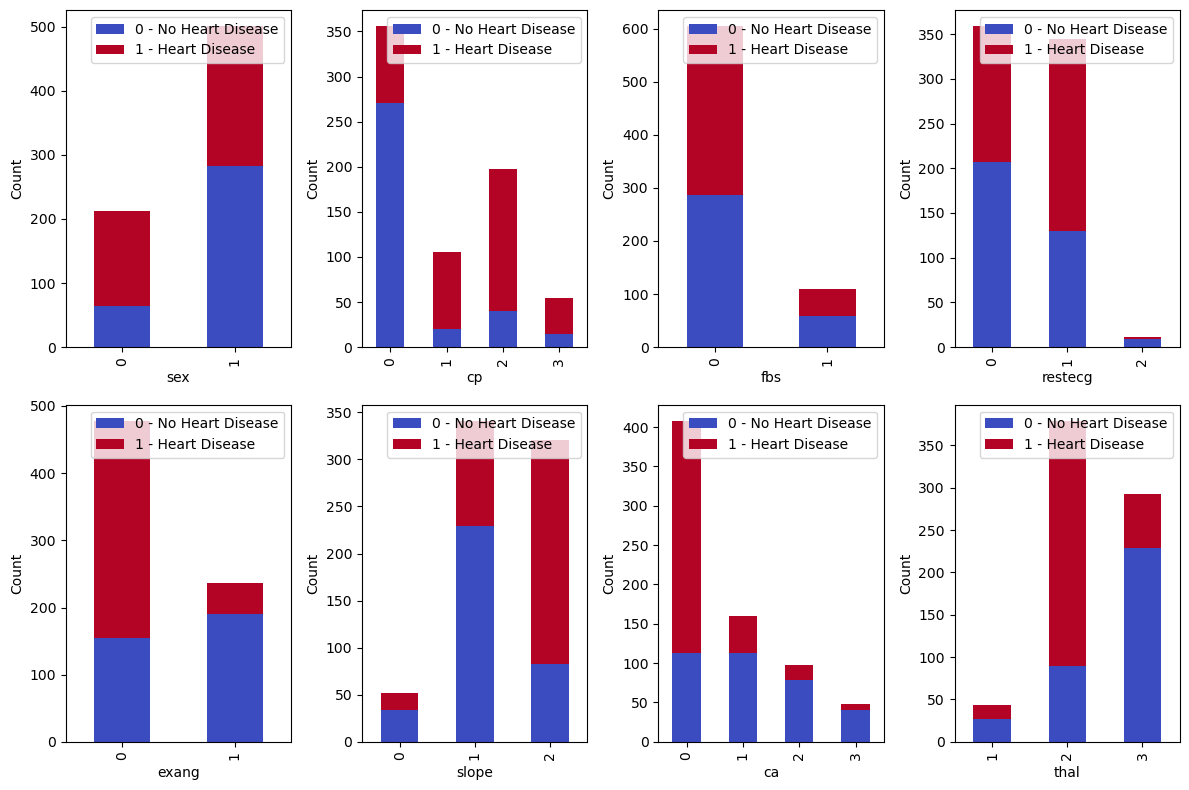 0 - No Heart Disease
1 - Heart Disease
500
400
300
200
100
0
Count
0
1
sex
0 - No Heart Disease
1 - Heart Disease
350
300
250
200
150
100
50
0
Count
0
1
2
3
cp
0 - No Heart Disease
1 - Heart Disease
600
500
400
300
200
100
0
Count
0
1
fbs
0 - No Heart Disease
1 - Heart Disease
350
300
250
200
150
100
50
0
Count
0
1
2
restecg
0 - No Heart Disease
1 - Heart Disease
500
400
300
200
100
0
Count
0
1
exang
0 - No Heart Disease
1 - Heart Disease
350
300
250
200
150
100
50
0
Count
0
1
2
slope
0 - No Heart Disease
1 - Heart Disease
400
350
300
250
200
150
100
50
0
Count
0
1
2
3
ca
0 - No Heart Disease
1 - Heart Disease
350
300
250
200
150
100
50
0
Count
1
2
3
thal